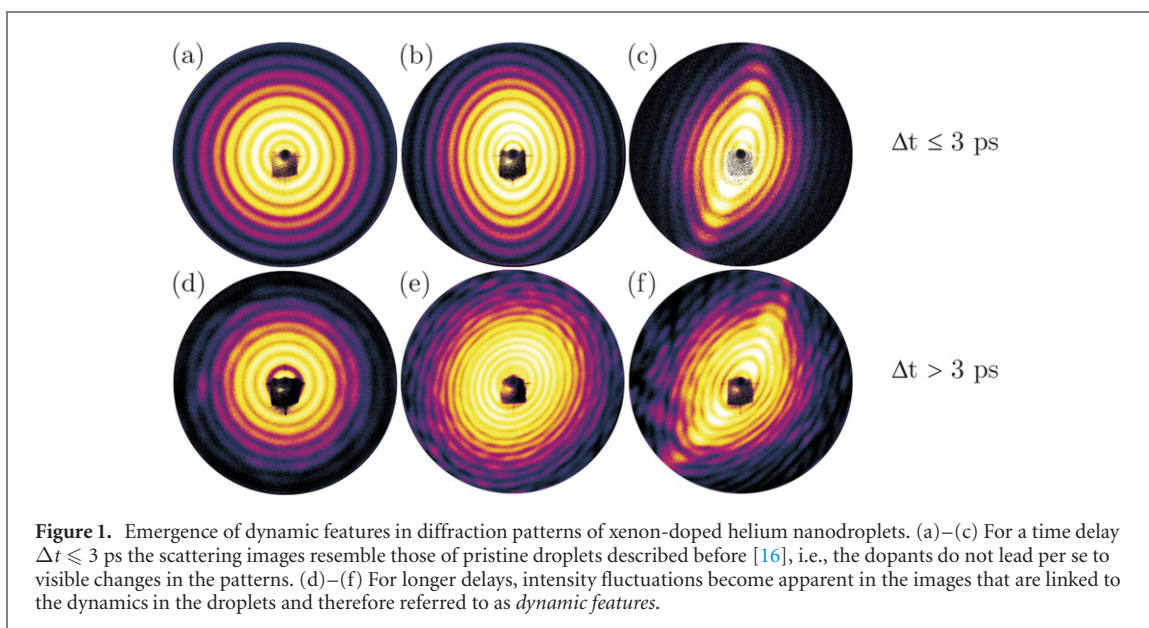 (a) (b) (c)
Δt ≤ 3 ps
(d) (e) (f)
Δt > 3 ps
Figure 1. Emergence of dynamic features in diffraction patterns of xenon-doped helium nanodroplets. (a)–(c) For a time delay
Δt ⩽ 3 ps the scattering images resemble those of pristine droplets described before [16], i.e., the dopants do not lead per se to
visible changes in the patterns. (d)–(f) For longer delays, intensity fluctuations become apparent in the images that are linked to
the dynamics in the droplets and therefore referred to as dynamic features.